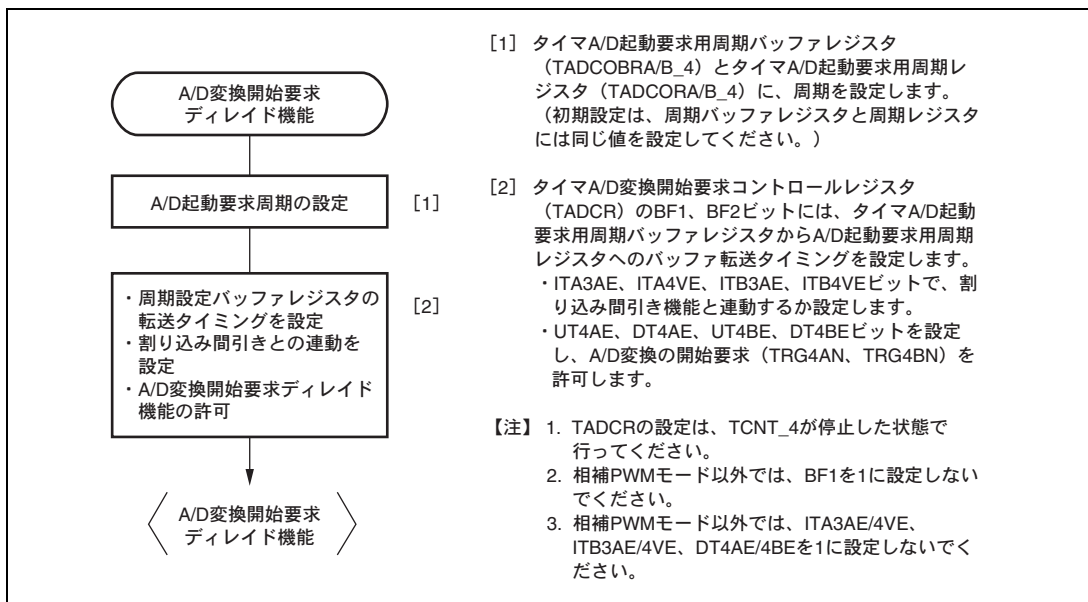 A/D変換開始要求
ディレイド機能
A/D起動要求周期の設定
[1]
・周期設定バッファレジスタの
転送タイミングを設定
・割り込み間引きとの連動を
設定
・A/D変換開始要求ディレイド
機能の許可
[2]
A/D変換開始要求
ディレイド機能
[1] タイマA/D起動要求用周期バッファレジスタ
（TADCOBRA/B_4）とタイマA/D起動要求用周期レ
ジスタ（TADCORA/B_4）に、周期を設定します。
（初期設定は、周期バッファレジスタと周期レジスタ
には同じ値を設定してください。）
[2] タイマA/D変換開始要求コントロールレジスタ
（TADCR）のBF1、BF2ビットには、タイマA/D起動
要求用周期バッファレジスタからA/D起動要求用周期
レジスタへのバッファ転送タイミングを設定します。
・ITA3AE、ITA4VE、ITB3AE、ITB4VEビットで、割
り込み間引き機能と連動するか設定します。
・UT4AE、DT4AE、UT4BE、DT4BEビットを設定
し、A/D変換の開始要求（TRG4AN、TRG4BN）を
許可します。
【注】 1. TADCRの設定は、TCNT_4が停止した状態で
行ってください。
2. 相補PWMモード以外では、BF1を1に設定しない
でください。
3. 相補PWMモード以外では、ITA3AE/4VE、
ITB3AE/4VE、DT4AE/4BEを1に設定しないでく
ださい。